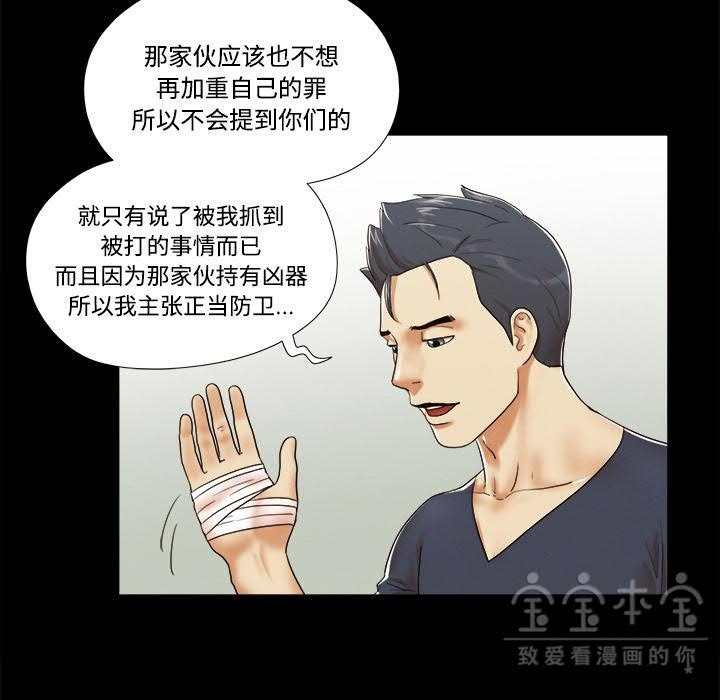 那家伙应该也不想
再加重自己的罪
所以不会提到你们的
就只有说了被我抓到
被打的事情而已
而且因为那家伙持有凶器
所以我主张正当防卫...
宝宝本宝
致爱看漫画的你